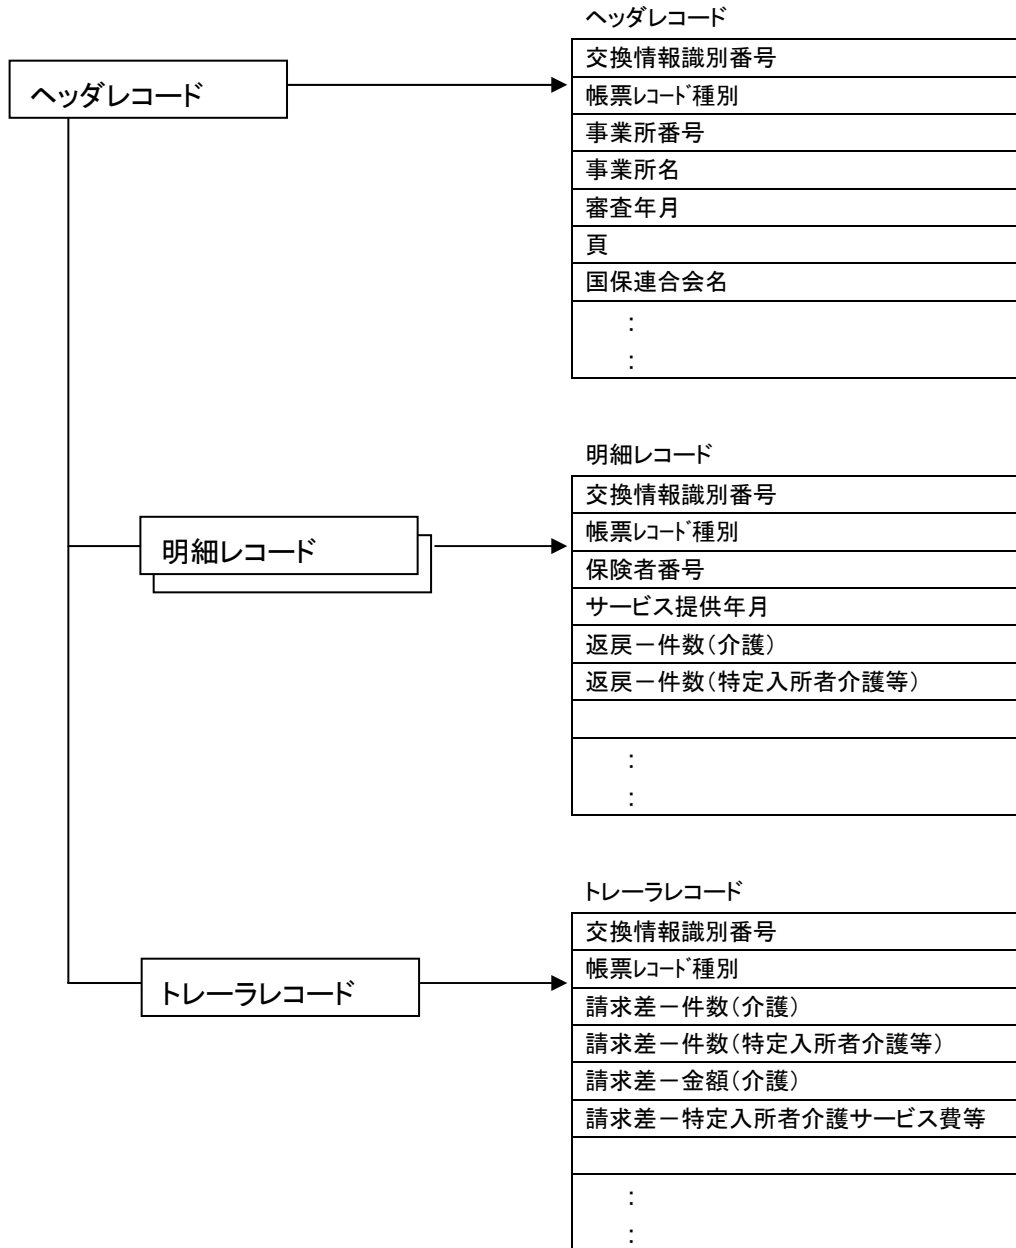 ヘッダレコード
ヘッダレコード
交換情報識別番号
帳票ﾚｺｰﾄﾞ種別
事業所番号
事業所名
審査年月
頁
国保連合会名
:
:
明細レコード
明細レコード
交換情報識別番号
帳票ﾚｺｰﾄﾞ種別
保険者番号
サービス提供年月
返戻－件数（介護）
返戻－件数（特定入所者介護等）
:
:
トレーラレコード
トレーラレコード
交換情報識別番号
帳票ﾚｺｰﾄﾞ種別
請求差－件数（介護）
請求差－件数（特定入所者介護等）
請求差－金額（介護）
請求差－特定入所者介護サービス費等
:
: